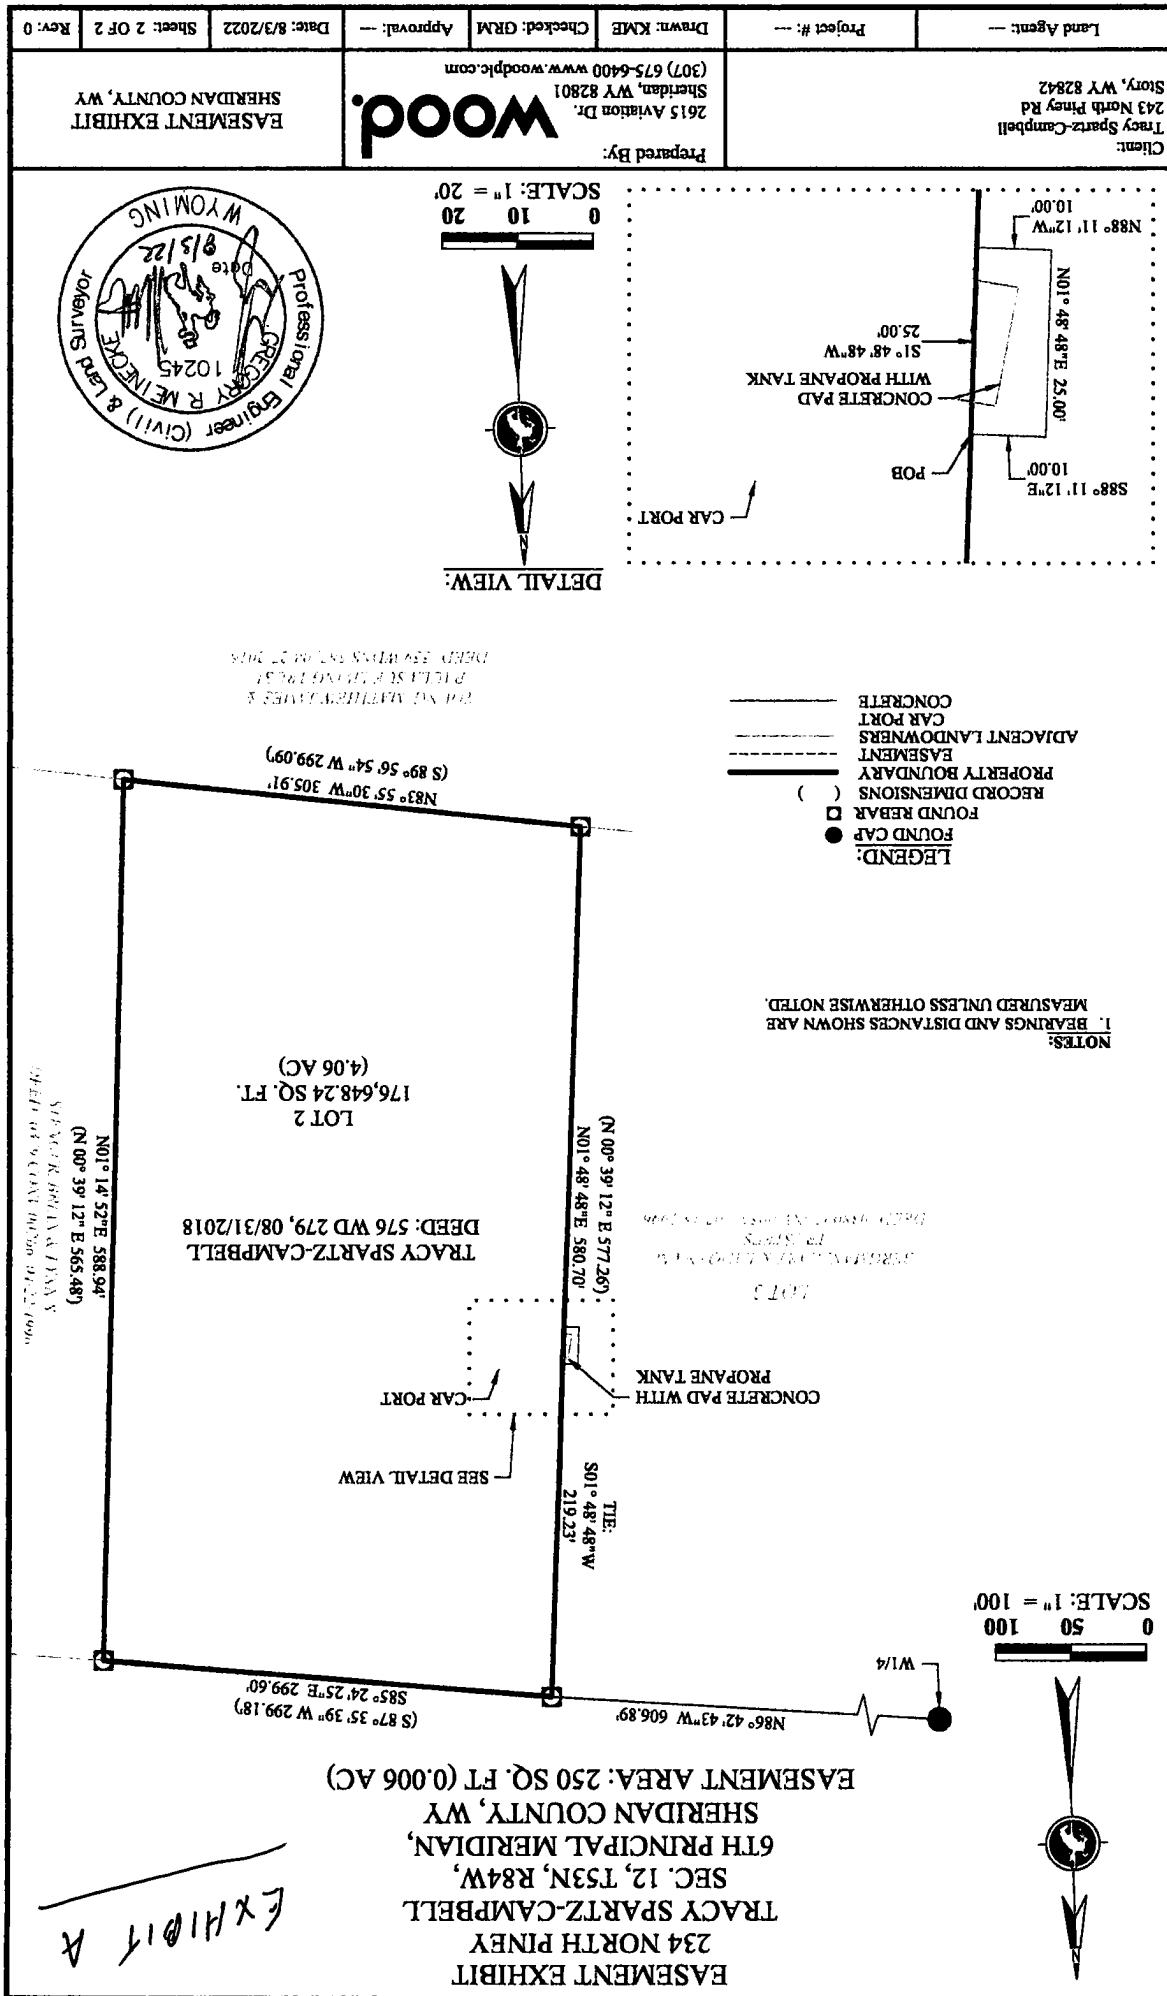 EXHIBIT A
EASEMENT EXHIBIT
234 NORTH PINEY
TRACY SPARTZ-CAMPBELL
SEC. 12, T53N, R84W,
6TH PRINCIPAL MERIDIAN,
SHERIDAN COUNTY, WY
EASEMENT AREA: 250 SQ. FT (0.006 AC)
N
SCALE: 1" = 100'
0 50 100
W1/4
N86° 42' 43"W 606.89'
(S 87° 35' 39" W 299.18')
S85° 24' 25"E 299.60'
TIE:
S01° 48' 48"W
219.23'
SEE DETAIL VIEW
CONCRETE PAD WITH
PROPANE TANK
CAR PORT
LOT 3
TRACY SPARTZ-CAMPBELL
DEED: 576 WD 279, 08/31/2018
LOT 2
176,648.24 SQ. FT.
(4.06 AC)
(N 00° 39' 12" E 577.26')
N01° 48' 48"E 580.70'
N01° 14' 52"E 588.94'
(N 00° 39' 12" E 565.48')
NOTES:
1. BEARINGS AND DISTANCES SHOWN ARE
MEASURED UNLESS OTHERWISE NOTED.
LEGEND:
FOUND CAP
FOUND REBAR
RECORD DIMENSIONS ( )
PROPERTY BOUNDARY
EASEMENT
ADJACENT LANDOWNERS
CAR PORT
CONCRETE
N83° 55' 30"W 305.91'
(S 89° 56' 54" W 299.09')
DETAIL VIEW:
N
CAR PORT
POB
S88° 11' 12"E
10.00'
CONCRETE PAD
WITH PROPANE TANK
S1° 48' 48"W
25.00'
N01° 48' 48"E 25.00'
N88° 11' 12"W
10.00'
0 10 20
SCALE: 1" = 20'
Professional Engineer (Civil) & Land Surveyor
GREGORY R MEINECKE
10245
Date
8/3/22
WYOMING
Client:
Tracy Spartz-Campbell
243 North Piney Rd
Story, WY 82842
Prepared By:
wood.
2615 Aviation Dr.
Sheridan, WY 82801
(307) 675-6400 www.woodplc.com
EASEMENT EXHIBIT
SHERIDAN COUNTY, WY
Land Agent: ---
Project #: ---
Drawn: KME
Checked: GRM
Approval: ---
Date: 8/3/2022
Sheet: 2 OF 2
Rev: 0